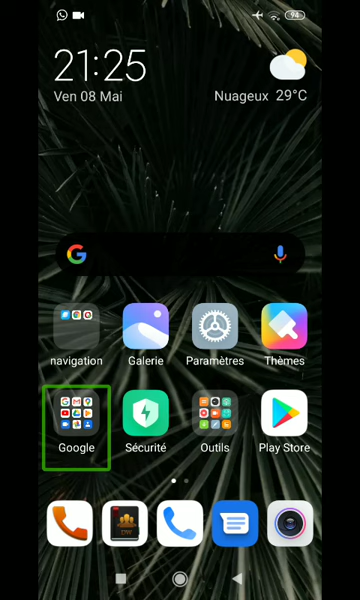 94
21:25
Ven 08 Mai
Nuageux 29°C
navigation
Galerie
Paramètres
Thèmes
Google
Sécurité
Outils
Play Store